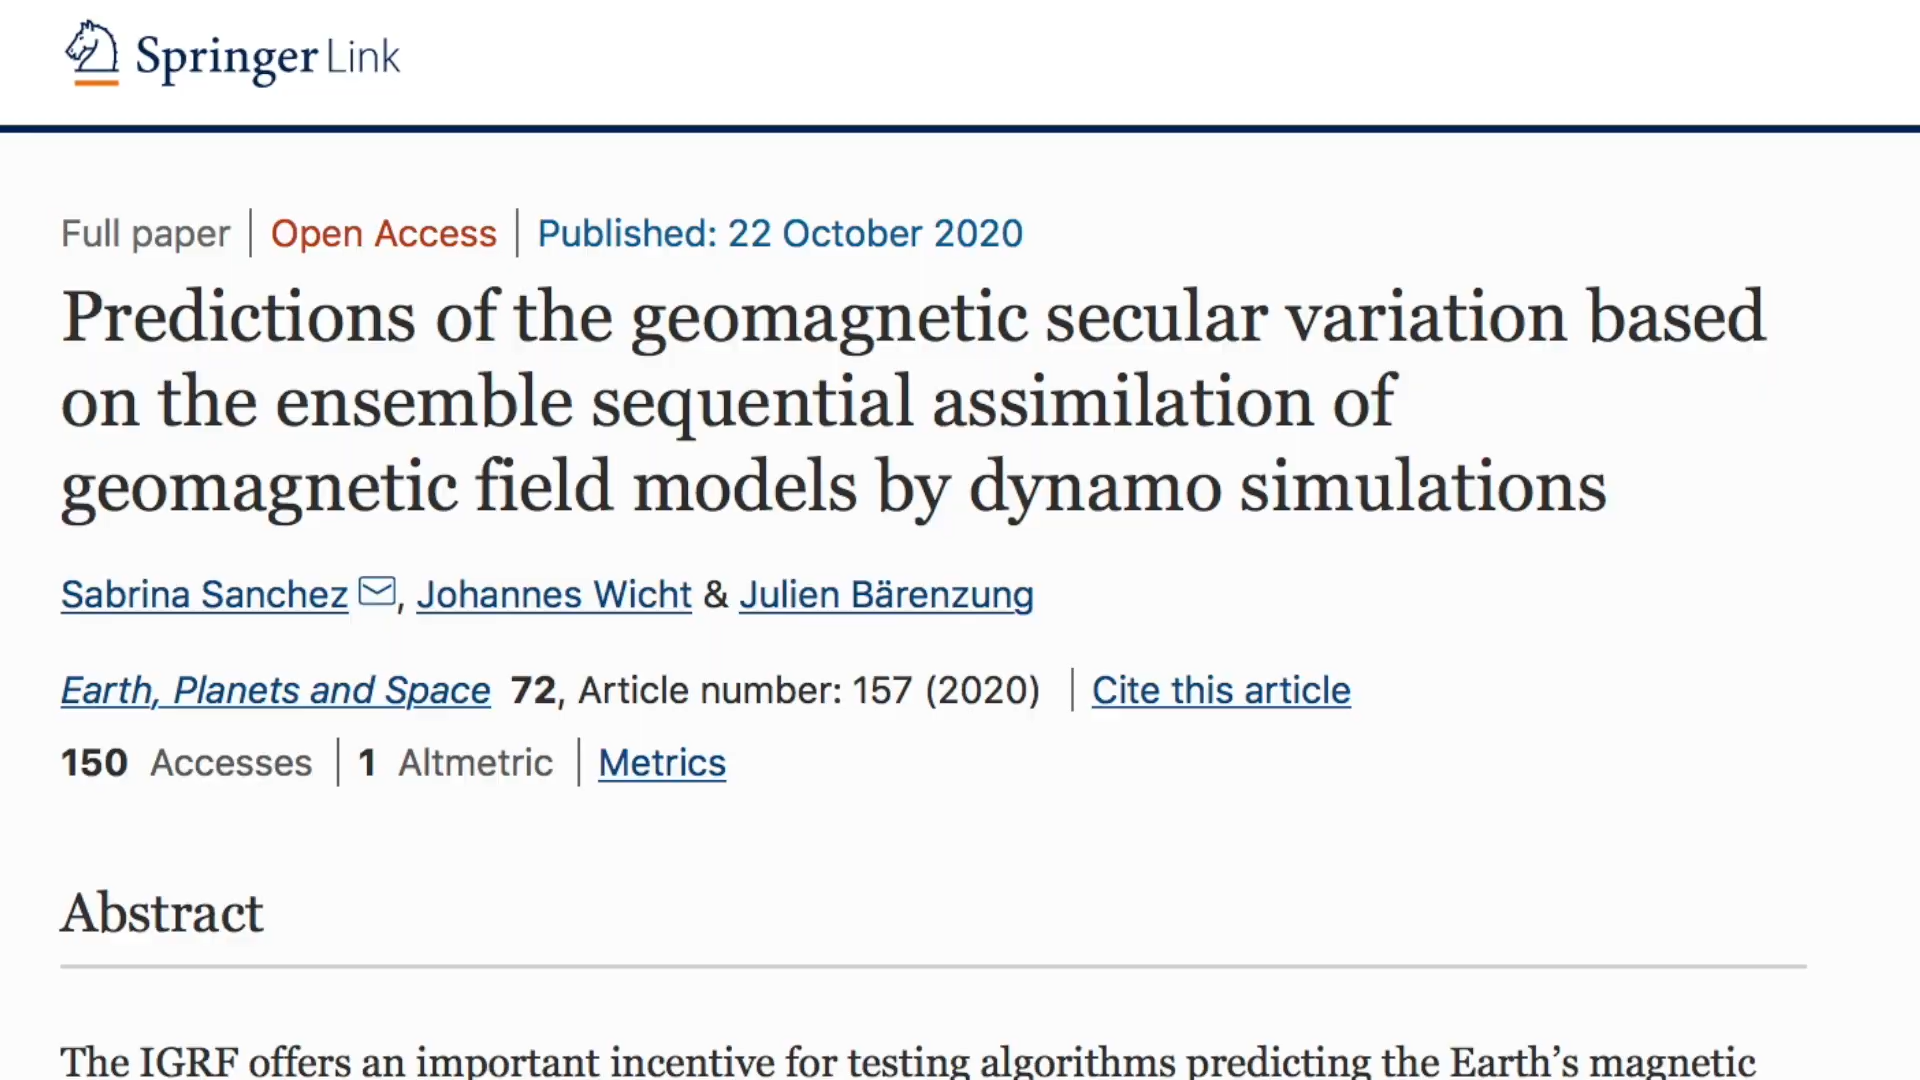 Springer Link
Full paper | Open Access | Published: 22 October 2020
Predictions of the geomagnetic secular variation based
on the ensemble sequential assimilation of
geomagnetic field models by dynamo simulations
Sabrina Sanchez, Johannes Wicht & Julien Bärenzung
Earth, Planets and Space 72, Article number: 157 (2020) | Cite this article
150 Accesses | 1 Altmetric | Metrics
Abstract
The IGRF offers an important incentive for testing algorithms predicting the Earth’s magnetic